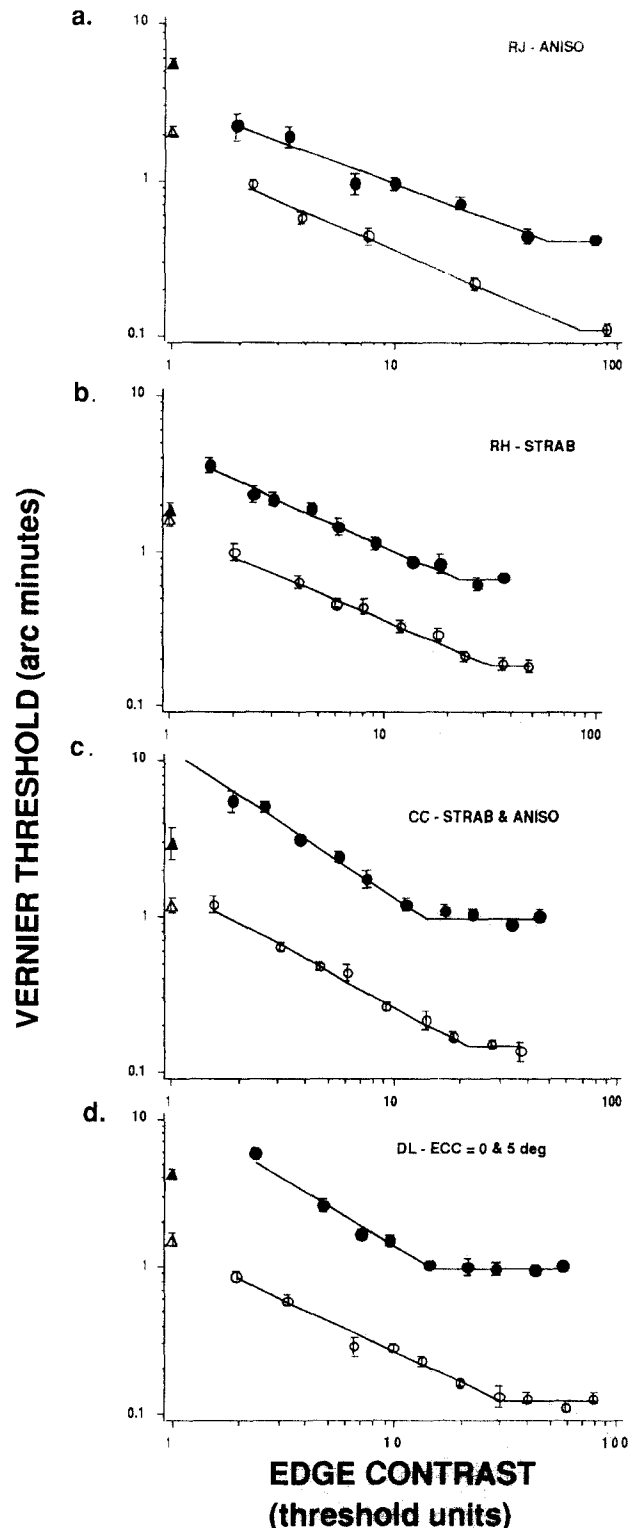 a.
10
RJ - ANISO
1
0.1
1
10
100
b.
10
RH - STRAB
1
0.1
1
10
100
c.
10
CC - STRAB & ANISO
1
0.1
1
10
100
d.
10
DL - ECC = 0 & 5 deg
1
0.1
1
10
100
VERNIER THRESHOLD (arc minutes)
EDGE CONTRAST
(threshold units)